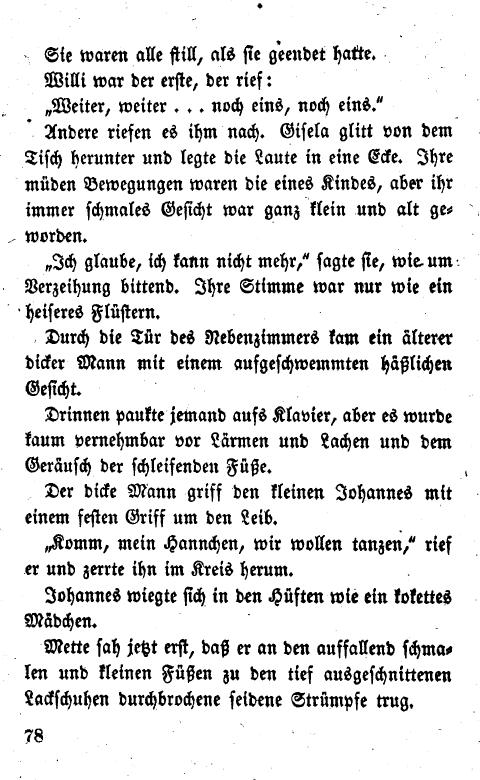 Sie waren alle still, als sie geendet hatte.
Willi war der erste, der rief:
„Weiter, weiter . . . noch eins, noch eins.“
Andere riefen es ihm nach. Gisela glitt von dem
Tisch herunter und legte die Laute in eine Ecke. Ihre
müden Bewegungen waren die eines Kindes, aber ihr
immer schmales Gesicht war ganz klein und alt ge-
worden.
„Ich glaube, ich kann nicht mehr,“ sagte sie, wie um
Verzeihung bittend. Ihre Stimme war nur wie ein
heiseres Flüstern.
Durch die Tür des Nebenzimmers kam ein älterer
dicker Mann mit einem aufgeschwemmten häßlichen
Gesicht.
Drinnen paukte jemand aufs Klavier, aber es wurde
kaum vernehmbar vor Lärmen und Lachen und dem
Geräusch der schleifenden Füße.
Der dicke Mann griff den kleinen Johannes mit
einem festen Griff um den Leib.
„Komm, mein Hannchen, wir wollen tanzen,“ rief
er und zerrte ihn im Kreis herum.
Johannes wiegte sich in den Hüften wie ein kokettes
Mädchen.
Mette sah jetzt erst, daß er an den auffallend schma-
len und kleinen Füßen zu den tief ausgeschnittenen
Lackschuhen durchbrochene seidene Strümpfe trug.
78